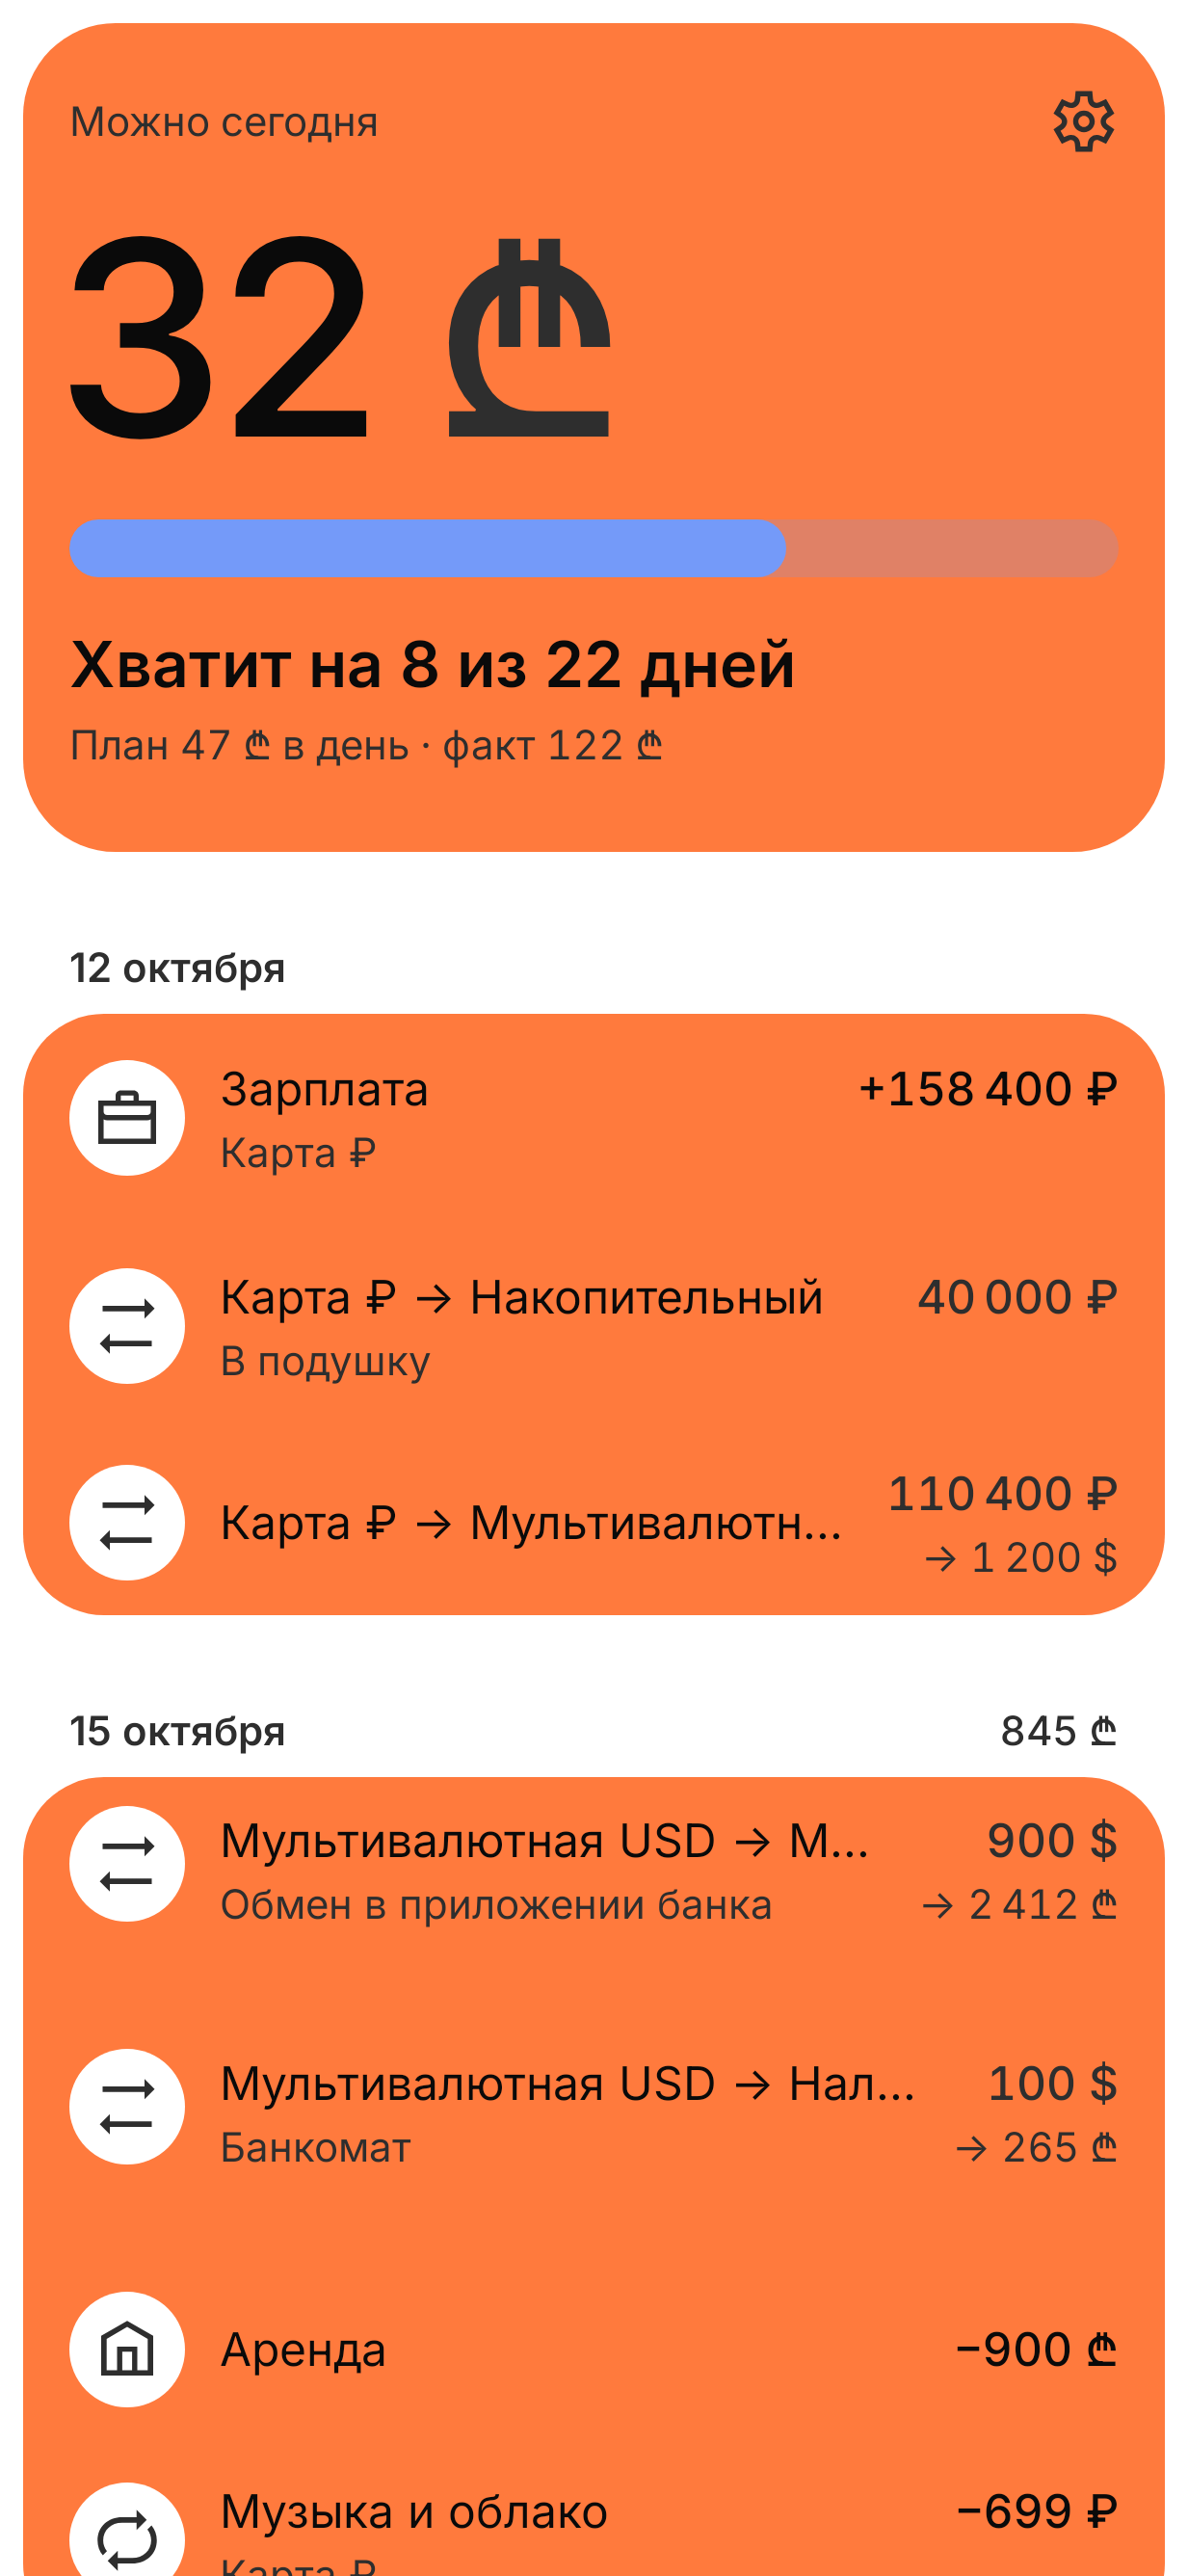 Можно сегодня
32 ₾
Хватит на 8 из 22 дней
План 47 ₾ в день · факт 122 ₾
12 октября
Зарплата +158 400 ₽
Карта ₽
Карта ₽ → Накопительный 40 000 ₽
В подушку
Карта ₽ → Мультивалютн... 110 400 ₽
→ 1 200 $
15 октября 845 ₾
Мультивалютная USD → М... 900 $
Обмен в приложении банка → 2 412 ₾
Мультивалютная USD → Нал... 100 $
Банкомат → 265 ₾
Аренда −900 ₾
Музыка и облако −699 ₽
Карта ₽